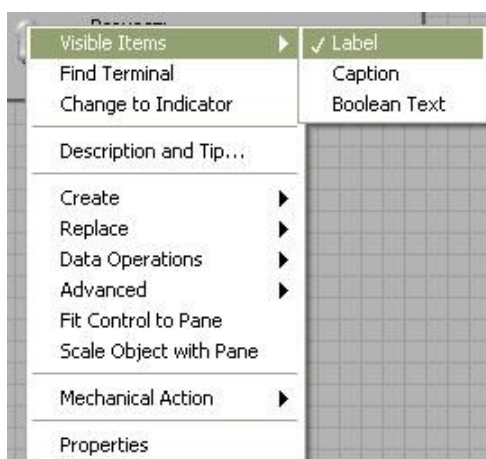 Visible Items
Label
Find Terminal
Caption
Change to Indicator
Boolean Text
Description and Tip...
Create
Replace
Data Operations
Advanced
Fit Control to Pane
Scale Object with Pane
Mechanical Action
Properties